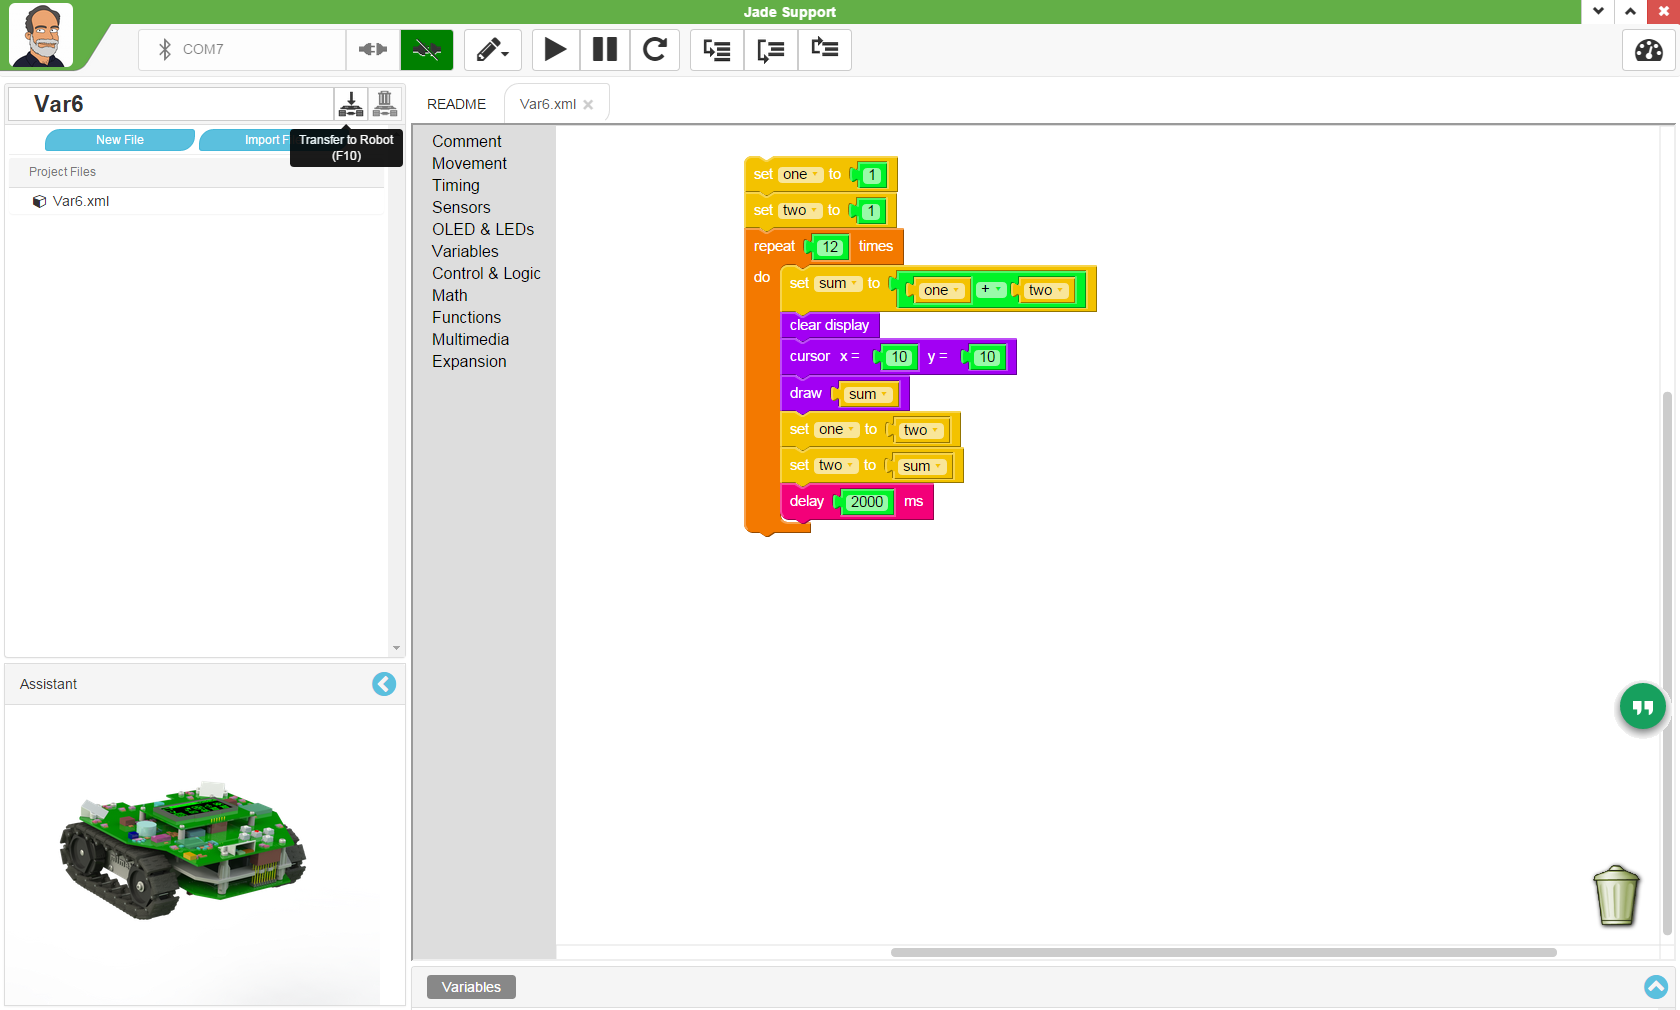 Jade Support
COM7
Var6
New File
Import F
Transfer to Robot
(F10)
Project Files
Var6.xml
Assistant
README
Var6.xml
Comment
Movement
Timing
Sensors
OLED & LEDs
Variables
Control & Logic
Math
Functions
Multimedia
Expansion
set one to 1
set two to 1
repeat 12 times
do set sum to one + two
clear display
cursor x = 10 y = 10
draw sum
set one to two
set two to sum
delay 2000 ms
Variables